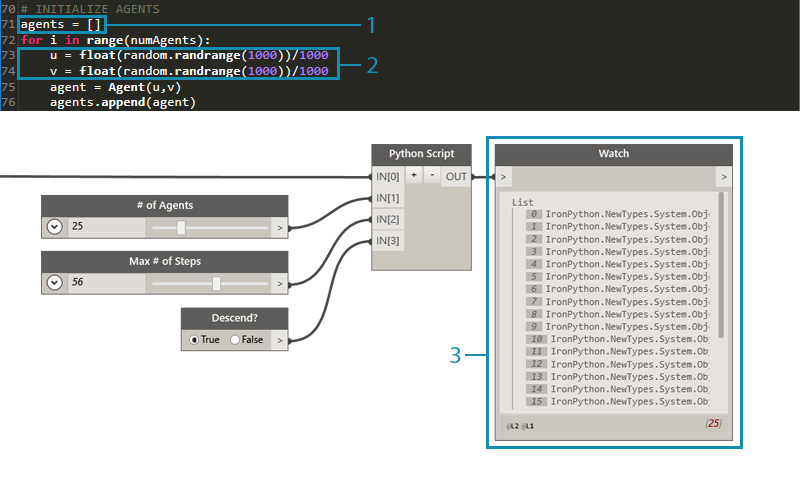 70 # INITIALIZE AGENTS
71 agents = []
72 for i in range(numAgents):
73 u = float(random.randrange(1000))/1000
74 v = float(random.randrange(1000))/1000
75 agent = Agent(u,v)
76 agents.append(agent)
1
2
Python Script
IN[0] + - OUT
IN[1]
IN[2]
IN[3]
# of Agents
25 >
Max # of Steps
56 >
Descend?
True False >
3
Watch
> >
List
0 IronPython.NewTypes.System.Obj
1 IronPython.NewTypes.System.Obj
2 IronPython.NewTypes.System.Obj
3 IronPython.NewTypes.System.Obj
4 IronPython.NewTypes.System.Obj
5 IronPython.NewTypes.System.Obj
6 IronPython.NewTypes.System.Obj
7 IronPython.NewTypes.System.Obj
8 IronPython.NewTypes.System.Obj
9 IronPython.NewTypes.System.Obj
10 IronPython.NewTypes.System.Obj
11 IronPython.NewTypes.System.Obj
12 IronPython.NewTypes.System.Obj
13 IronPython.NewTypes.System.Obj
14 IronPython.NewTypes.System.Obj
15 IronPython.NewTypes.System.Obj
@L2 @L1 {25}